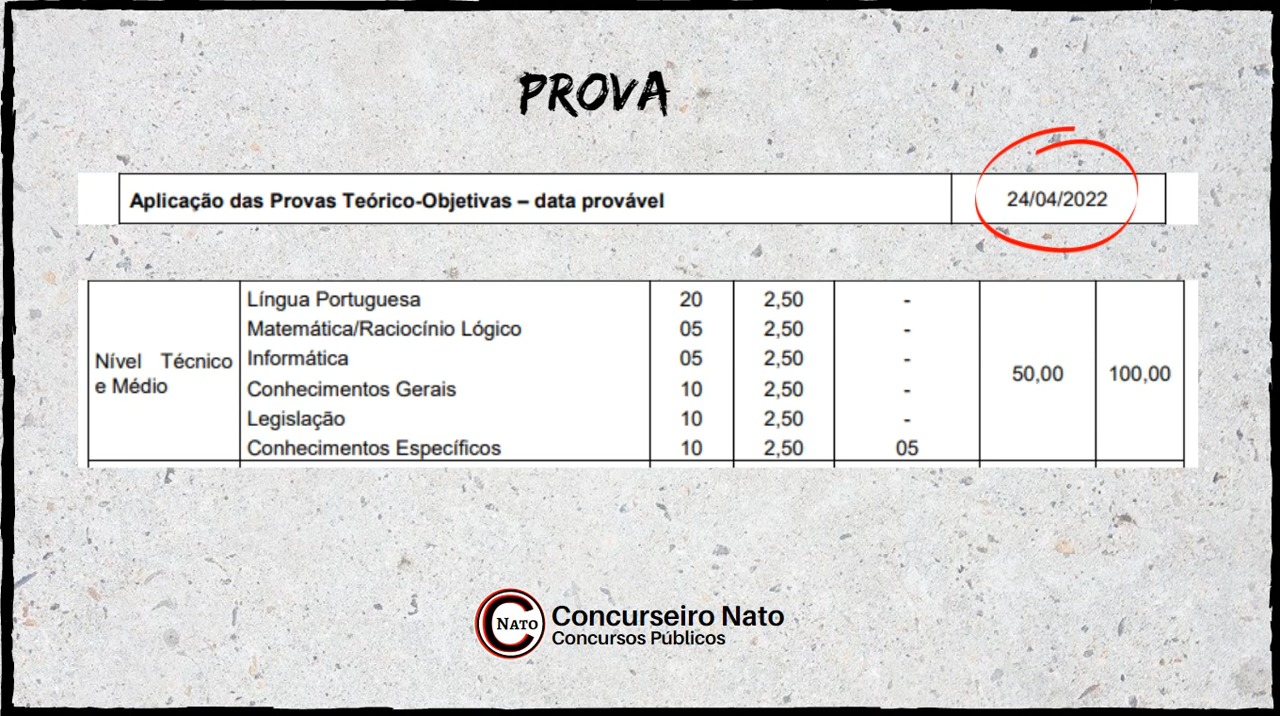 PROVA
Aplicação das Provas Teórico-Objetivas – data provável 24/04/2022
Língua Portuguesa 20 2,50 -
Matemática/Raciocínio Lógico 05 2,50 -
Nível Técnico Informática 05 2,50 -
e Médio Conhecimentos Gerais 10 2,50 - 50,00 100,00
Legislação 10 2,50 -
Conhecimentos Específicos 10 2,50 05
NATO Concurseiro Nato
Concursos Públicos